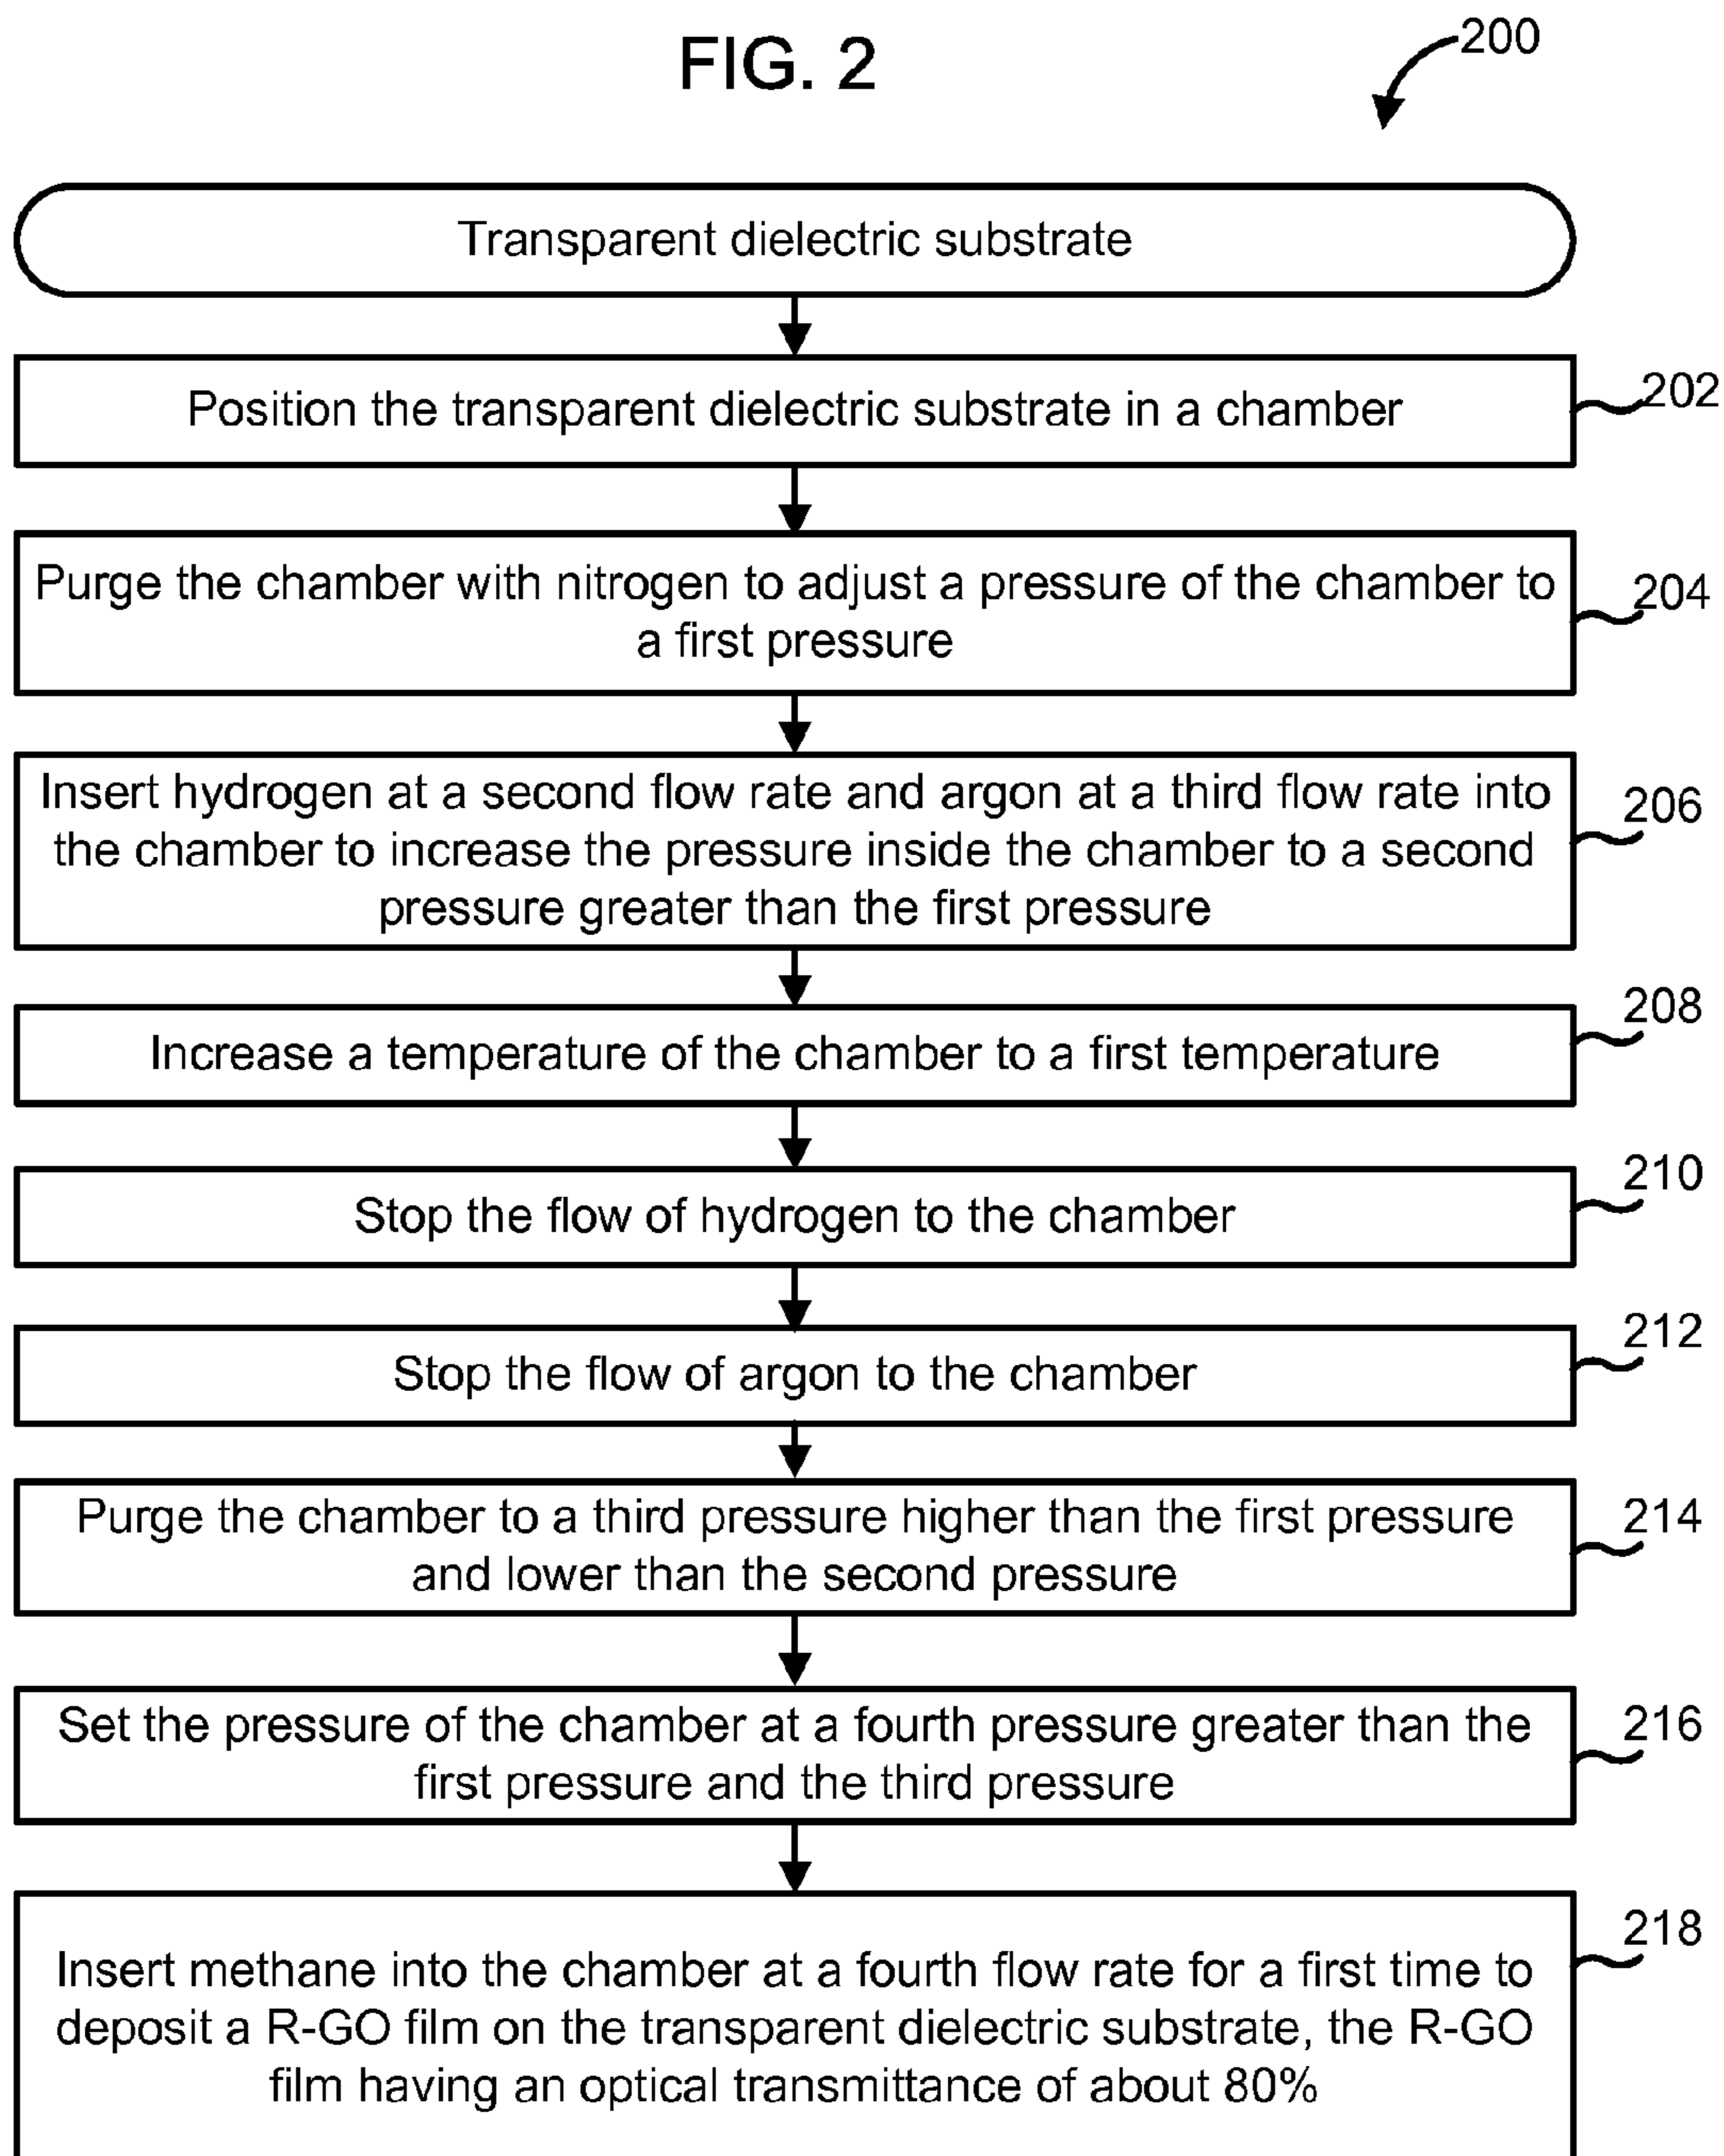 FIG. 2
200
Transparent dielectric substrate
Position the transparent dielectric substrate in a chamber
202
Purge the chamber with nitrogen to adjust a pressure of the chamber to
a first pressure
204
Insert hydrogen at a second flow rate and argon at a third flow rate into
the chamber to increase the pressure inside the chamber to a second
pressure greater than the first pressure
206
Increase a temperature of the chamber to a first temperature
208
Stop the flow of hydrogen to the chamber
210
Stop the flow of argon to the chamber
212
Purge the chamber to a third pressure higher than the first pressure
and lower than the second pressure
214
Set the pressure of the chamber at a fourth pressure greater than the
first pressure and the third pressure
216
Insert methane into the chamber at a fourth flow rate for a first time to
deposit a R-GO film on the transparent dielectric substrate, the R-GO
film having an optical transmittance of about 80%
218